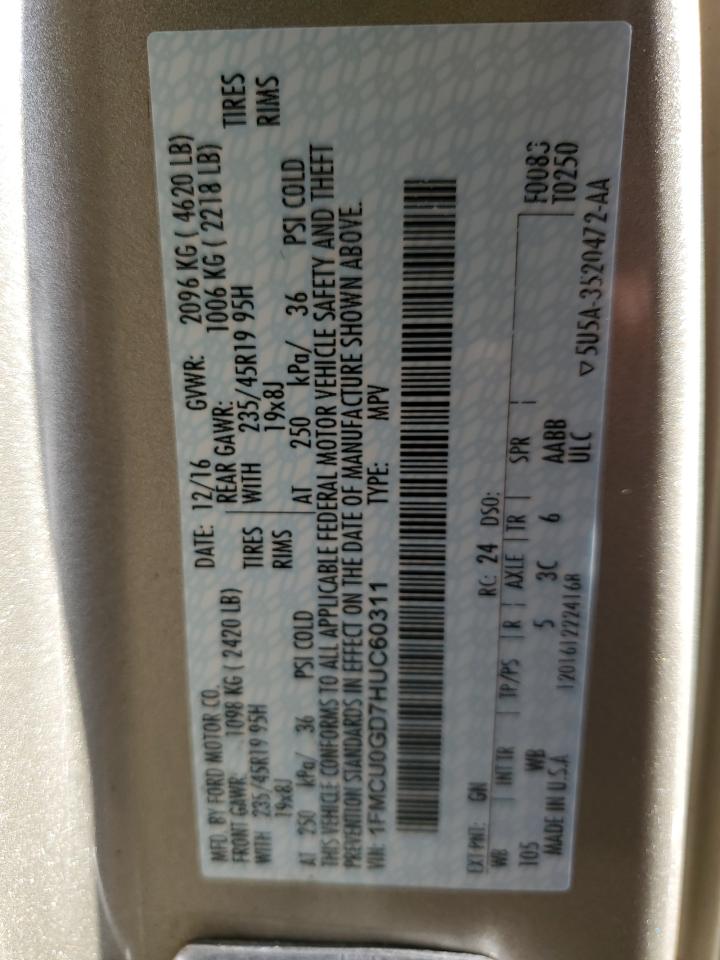 MFD. BY FORD MOTOR CO. DATE: 12/16 GVWR: 2096 KG ( 4620 LB)
FRONT GAWR: 1098 KG ( 2420 LB) REAR GAWR: 1006 KG ( 2218 LB)
WITH 235/45R19 95H TIRES WITH 235/45R19 95H TIRES
19x8J RIMS 19x8J RIMS
AT 250 kPa/ 36 PSI COLD AT 250 kPa/ 36 PSI COLD
THIS VEHICLE CONFORMS TO ALL APPLICABLE FEDERAL MOTOR VEHICLE SAFETY AND THEFT
PREVENTION STANDARDS IN EFFECT ON THE DATE OF MANUFACTURE SHOWN ABOVE.
VIN: 1FMCU0GD7HUC60311 TYPE: MPV
EXT PNT: GN RC: 24 DSO: F0083
WB INT TR TP/PS R AXLE TR SPR T0250
105 WB 5 3C 6 AABB
MADE IN U.S.A 120161222416R ULC
▽5U5A-3520472-AA